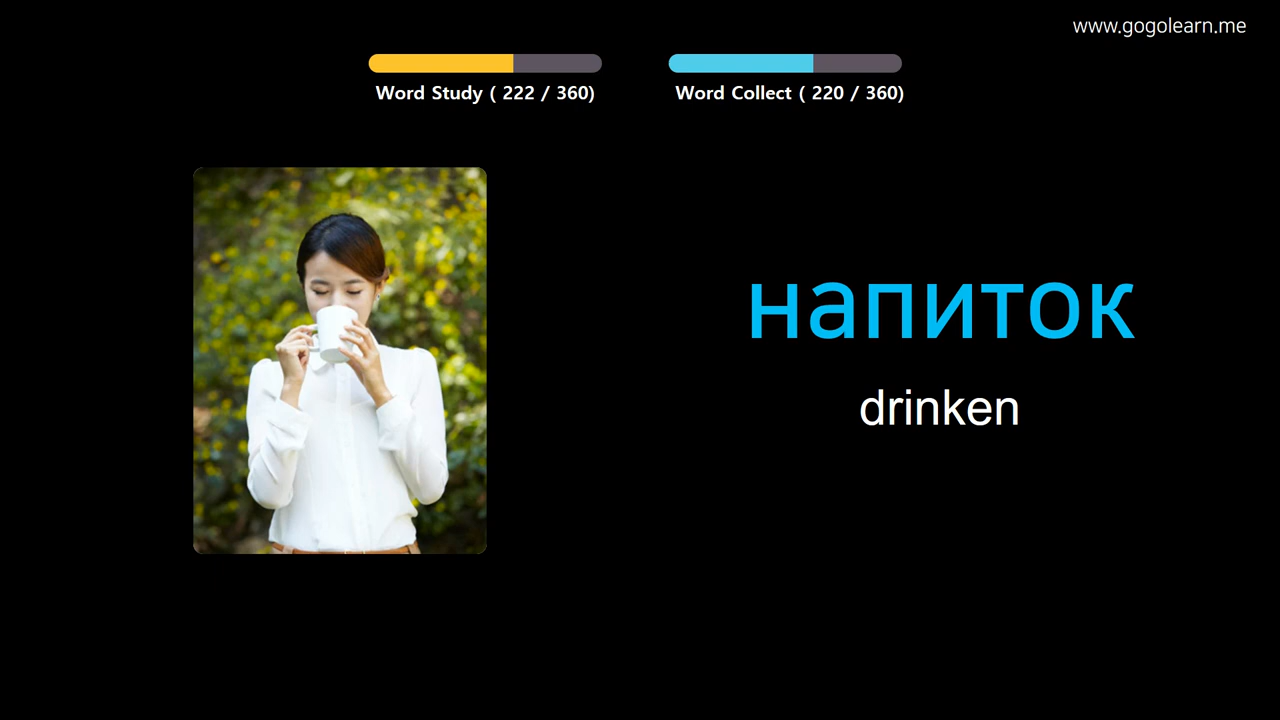 www.gogolearn.me
Word Study ( 222 / 360)
Word Collect ( 220 / 360)
напиток
drinken